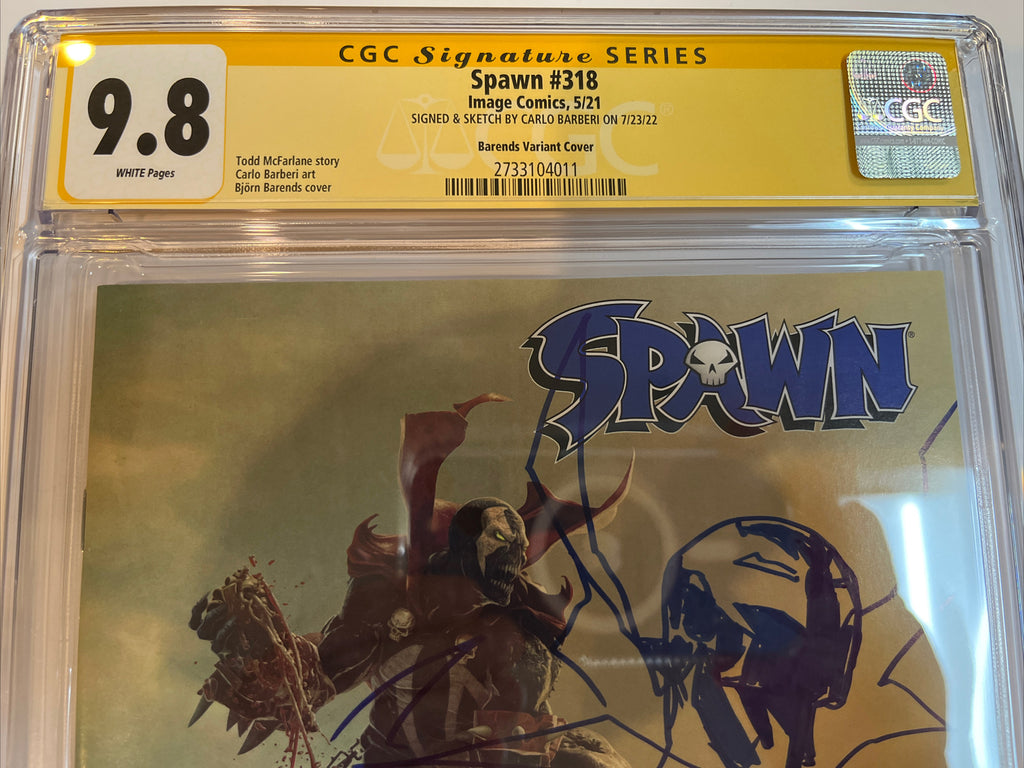 CGC Signature SERIES
Spawn #318
Image Comics, 5/21
SIGNED & SKETCH BY CARLO BARBERI ON 7/23/22
Barends Variant Cover
2733104011
9.8
WHITE Pages
Todd McFarlane story
Carlo Barberi art
Björn Barends cover
CGC
SPAWN